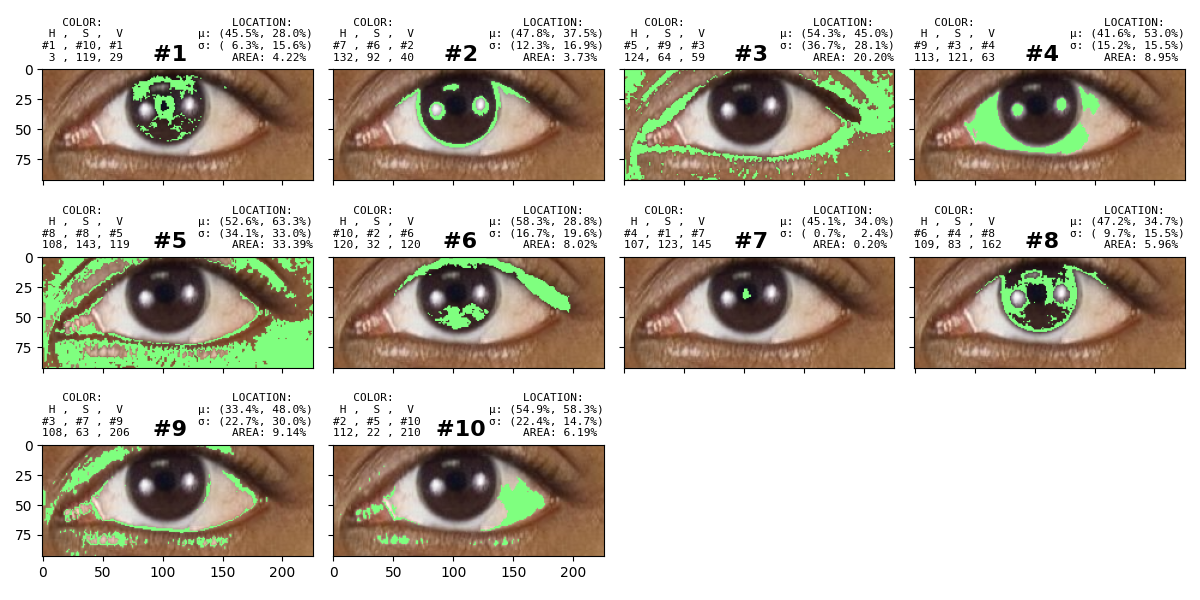 COLOR: LOCATION:
H , S , V μ: (45.5%, 28.0%)
#1 , #10, #1 #1 σ: ( 6.3%, 15.6%)
3 , 119, 29 AREA: 4.22%
COLOR: LOCATION:
H , S , V μ: (47.8%, 37.5%)
#7 , #6 , #2 #2 σ: (12.3%, 16.9%)
132, 92 , 40 AREA: 3.73%
COLOR: LOCATION:
H , S , V μ: (54.3%, 45.0%)
#5 , #9 , #3 #3 σ: (36.7%, 28.1%)
124, 64 , 59 AREA: 20.20%
COLOR: LOCATION:
H , S , V μ: (41.6%, 53.0%)
#9 , #3 , #4 #4 σ: (15.2%, 15.5%)
113, 121, 63 AREA: 8.95%
0
25
50
75
COLOR: LOCATION:
H , S , V μ: (52.6%, 63.3%)
#8 , #8 , #5 #5 σ: (34.1%, 33.0%)
108, 143, 119 AREA: 33.39%
COLOR: LOCATION:
H , S , V μ: (58.3%, 28.8%)
#10, #2 , #6 #6 σ: (16.7%, 19.6%)
120, 32 , 120 AREA: 8.02%
COLOR: LOCATION:
H , S , V μ: (45.1%, 34.0%)
#4 , #1 , #7 #7 σ: ( 0.7%, 2.4%)
107, 123, 145 AREA: 0.20%
COLOR: LOCATION:
H , S , V μ: (47.2%, 34.7%)
#6 , #4 , #8 #8 σ: ( 9.7%, 15.5%)
109, 83 , 162 AREA: 5.96%
0
25
50
75
COLOR: LOCATION:
H , S , V μ: (33.4%, 48.0%)
#3 , #7 , #9 #9 σ: (22.7%, 30.0%)
108, 63 , 206 AREA: 9.14%
COLOR: LOCATION:
H , S , V μ: (54.9%, 58.3%)
#2 , #5 , #10 #10 σ: (22.4%, 14.7%)
112, 22 , 210 AREA: 6.19%
0
25
50
75
0 50 100 150 200
0 50 100 150 200